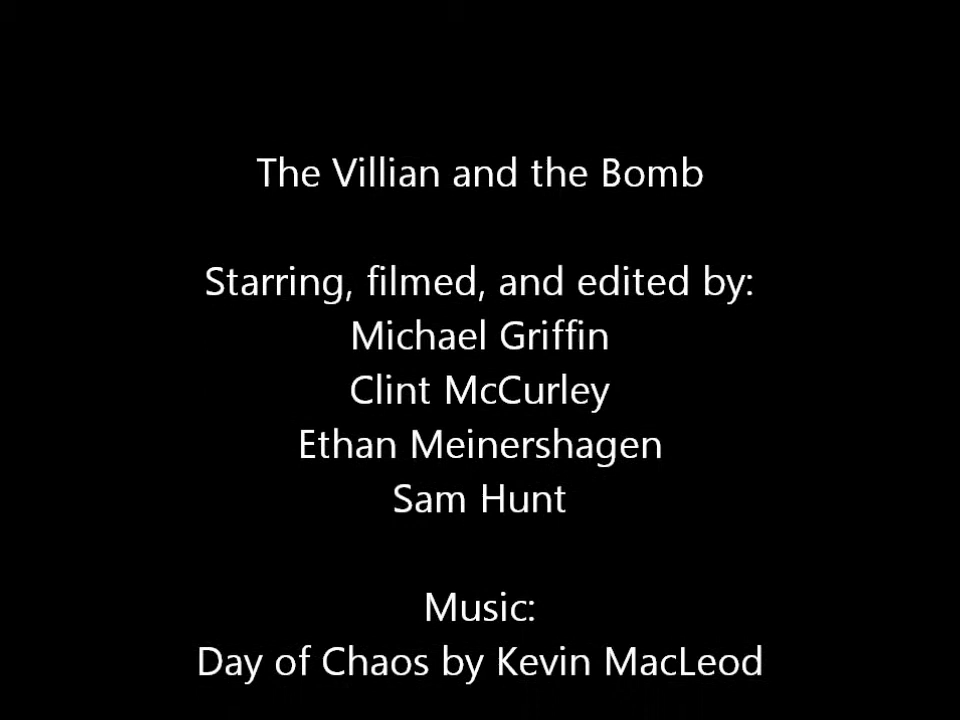 The Villian and the Bomb
Starring, filmed, and edited by:
Michael Griffin
Clint McCurley
Ethan Meinershagen
Sam Hunt
Music:
Day of Chaos by Kevin MacLeod